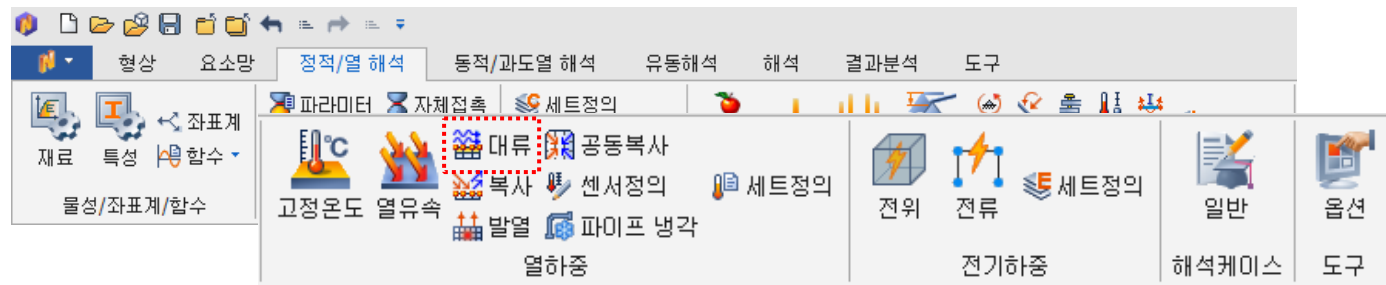 형상 요소망 정적/열 해석 동적/과도열 해석 유동해석 해석 결과분석 도구
파라미터 자체접촉 세트정의
재료 특성 좌표계
함수
물성/좌표계/함수
고정온도 열유속 대류 공동복사
복사 센서정의 세트정의
발열 파이프 냉각
열하중
전위 전류 세트정의
전기하중
일반
해석케이스
옵션
도구